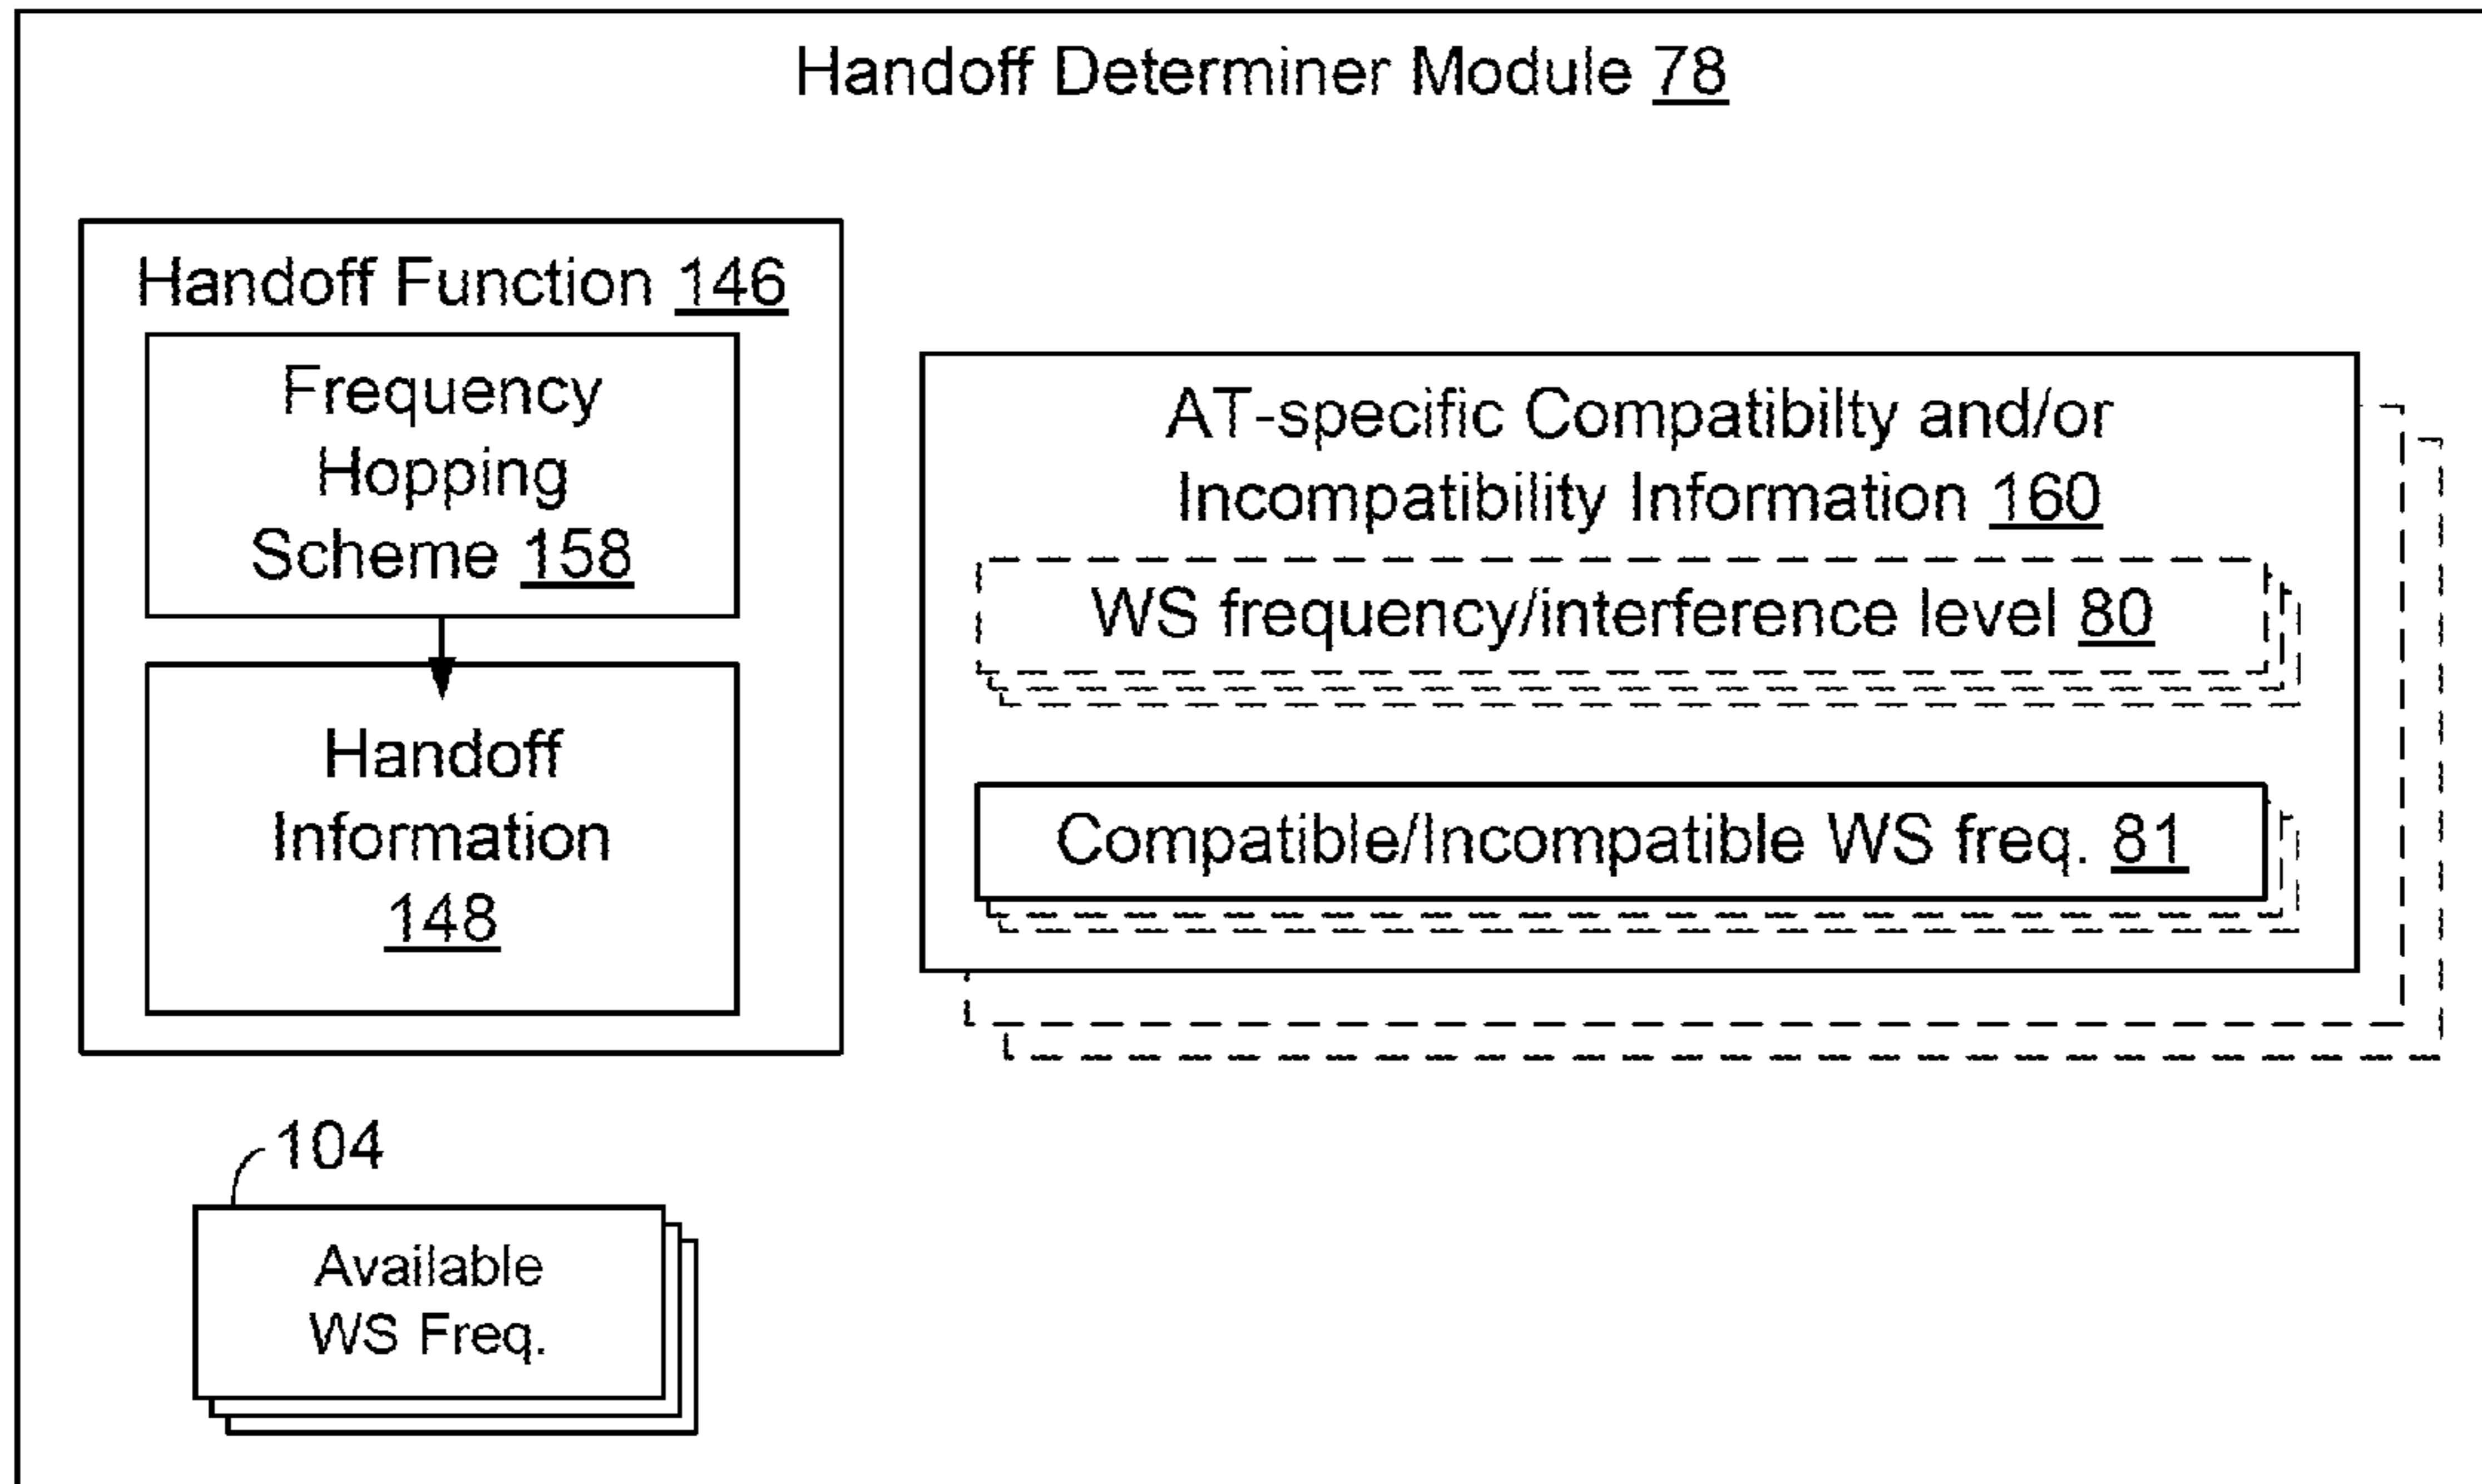 Handoff Determiner Module 78
Handoff Function 146
Frequency
Hopping
Scheme 158
Handoff
Information
148
AT-specific Compatibilty and/or
Incompatibility Information 160
WS frequency/interference level 80
Compatible/Incompatible WS freq. 81
104
Available
WS Freq.